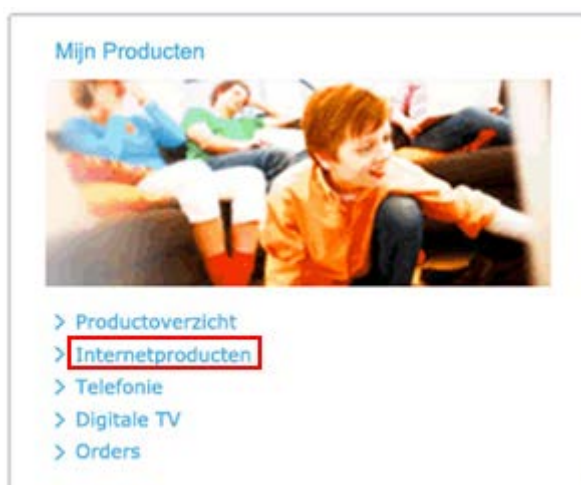 Mijn Producten
> Productoverzicht
> Internetproducten
> Telefonie
> Digitale TV
> Orders